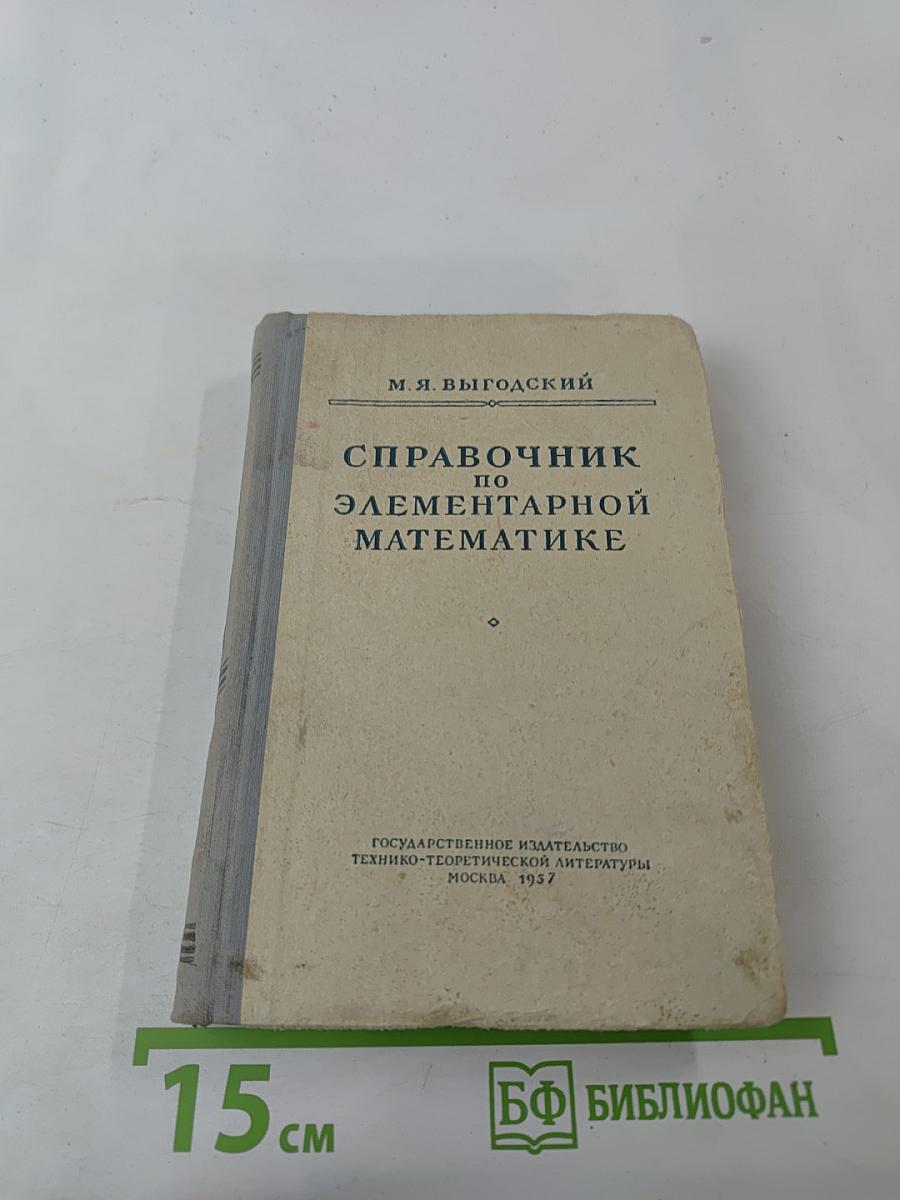 М. Я. ВЫГОДСКИЙ
СПРАВОЧНИК
ПО
ЭЛЕМЕНТАРНОЙ
МАТЕМАТИКЕ
ГОСУДАРСТВЕННОЕ ИЗДАТЕЛЬСТВО
ТЕХНИКО-ТЕОРЕТИЧЕСКОЙ ЛИТЕРАТУРЫ
МОСКВА 1957
15 см
БФ БИБЛИОФАН